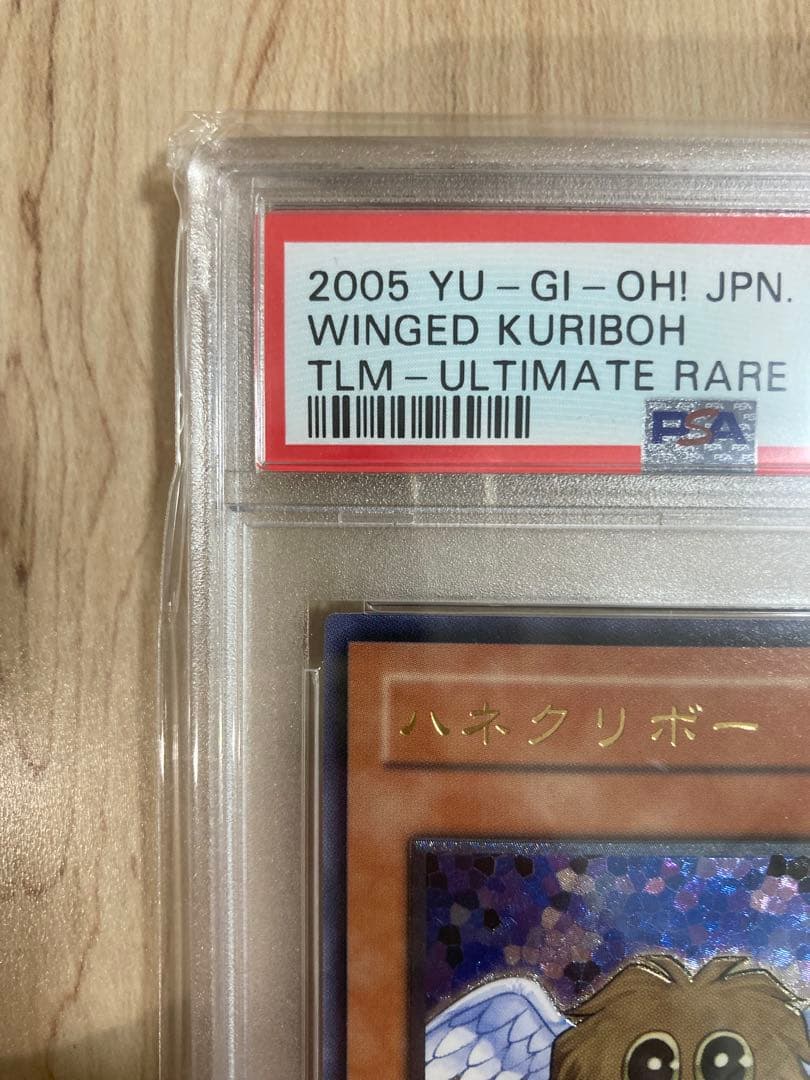 2005 YU-GI-OH! JPN.
WINGED KURIBOH
TLM-ULTIMATE RARE
PSA
ハネクリボー